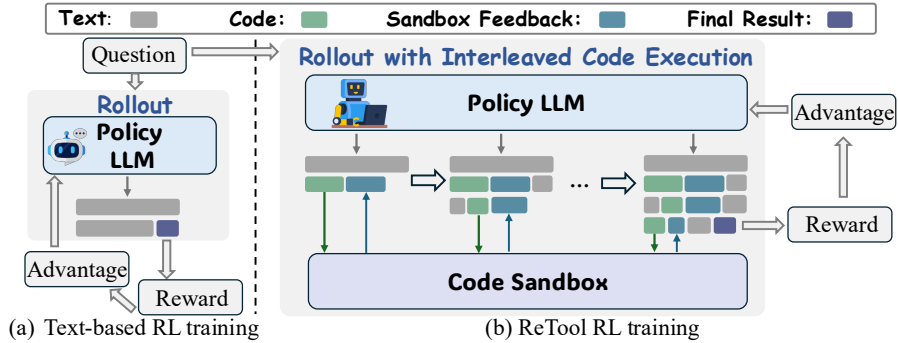 Text: Code: Sandbox Feedback: Final Result:
Question
Rollout
Policy
LLM
Advantage
Reward
(a) Text-based RL training
Rollout with Interleaved Code Execution
Policy LLM
...
Code Sandbox
Advantage
Reward
(b) ReTool RL training